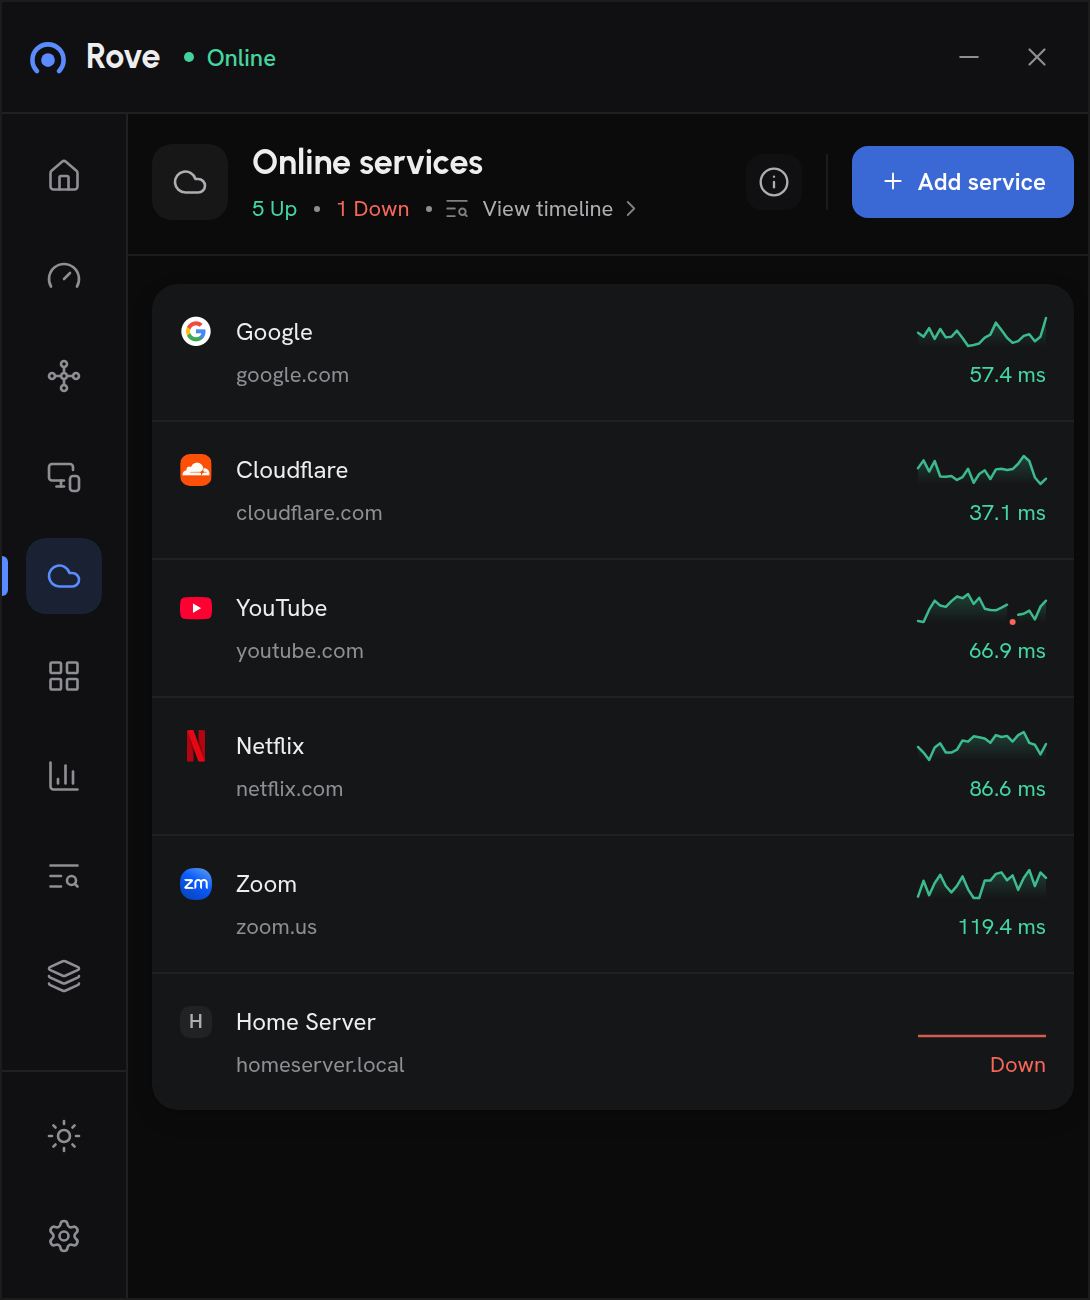 Rove
Online
Online services
5 Up • 1 Down • View timeline
Add service
Google
google.com
57.4 ms
Cloudflare
cloudflare.com
37.1 ms
YouTube
youtube.com
66.9 ms
Netflix
netflix.com
86.6 ms
zm
Zoom
zoom.us
119.4 ms
H
Home Server
homeserver.local
Down